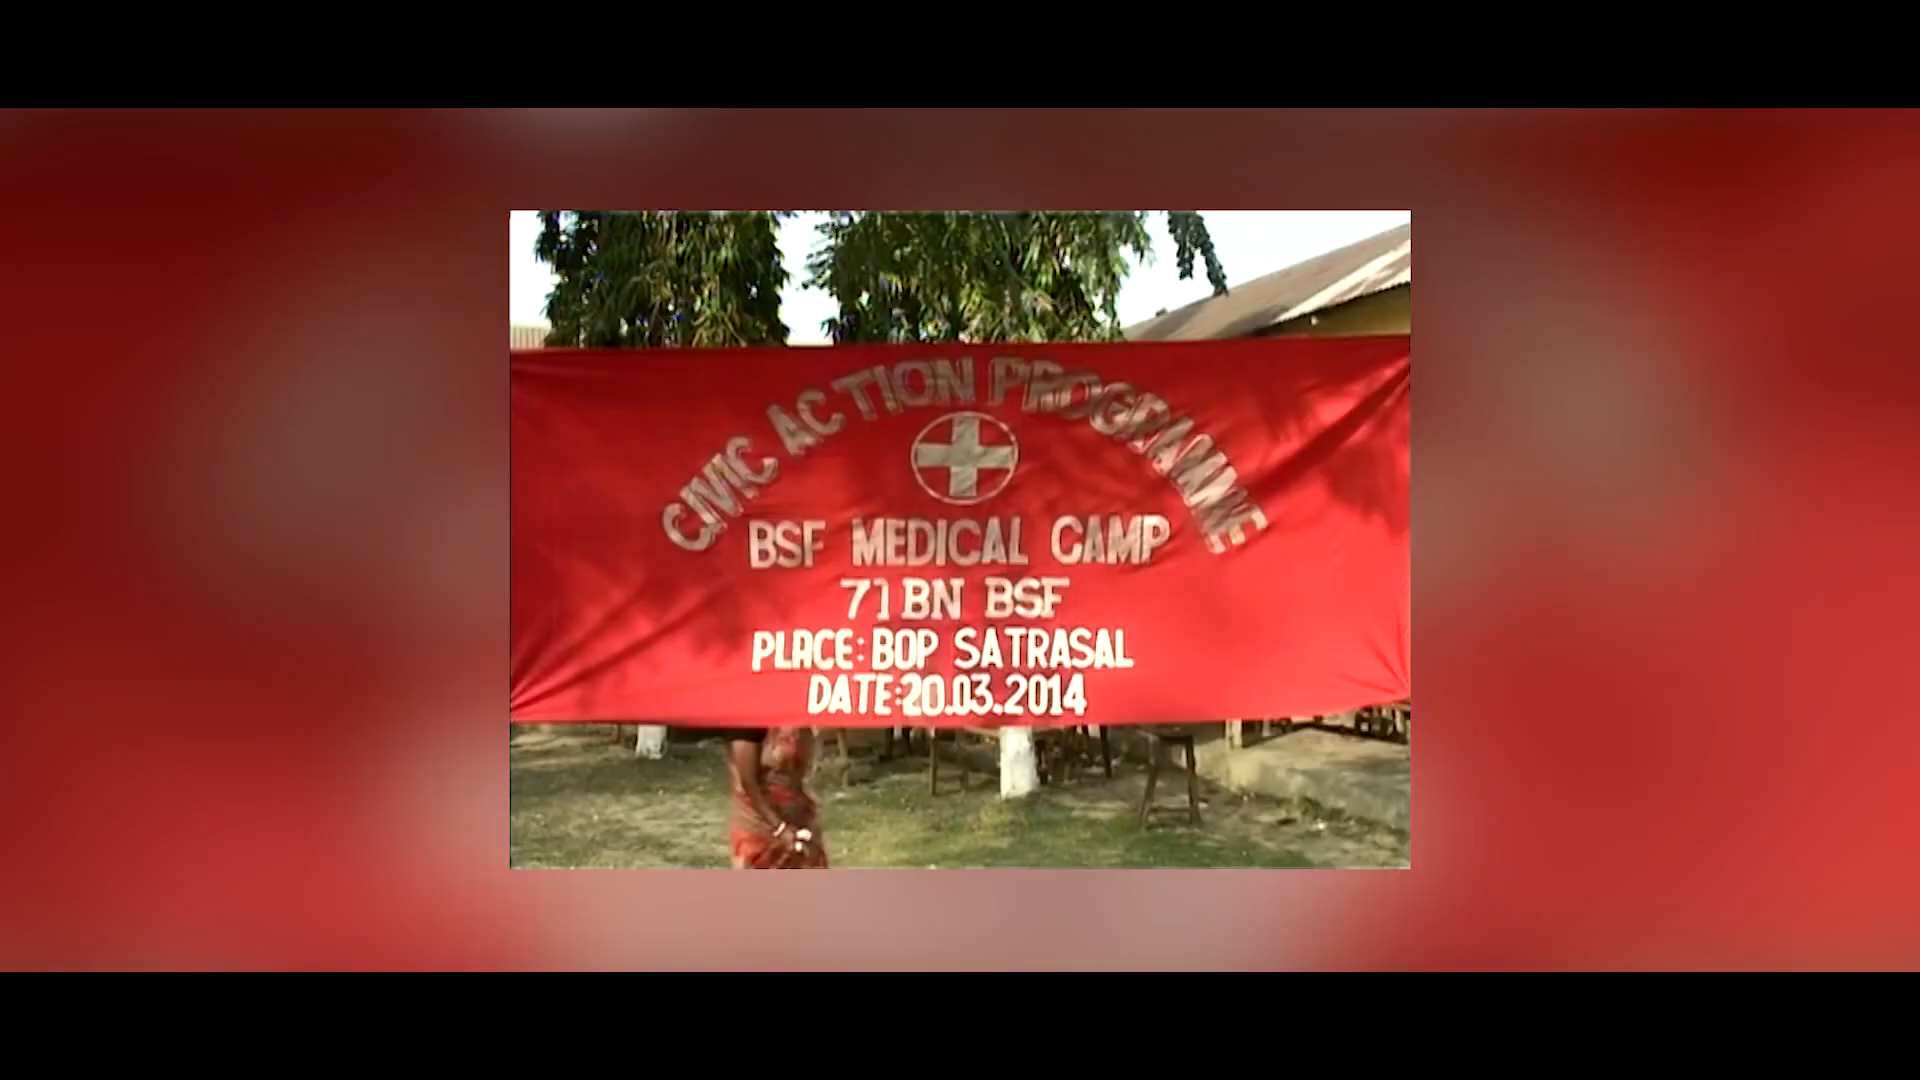 CIVIC ACTION PROGRAMME
BSF MEDICAL CAMP
71 BN BSF
PLACE: BOP SATRASAL
DATE:20.03.2014